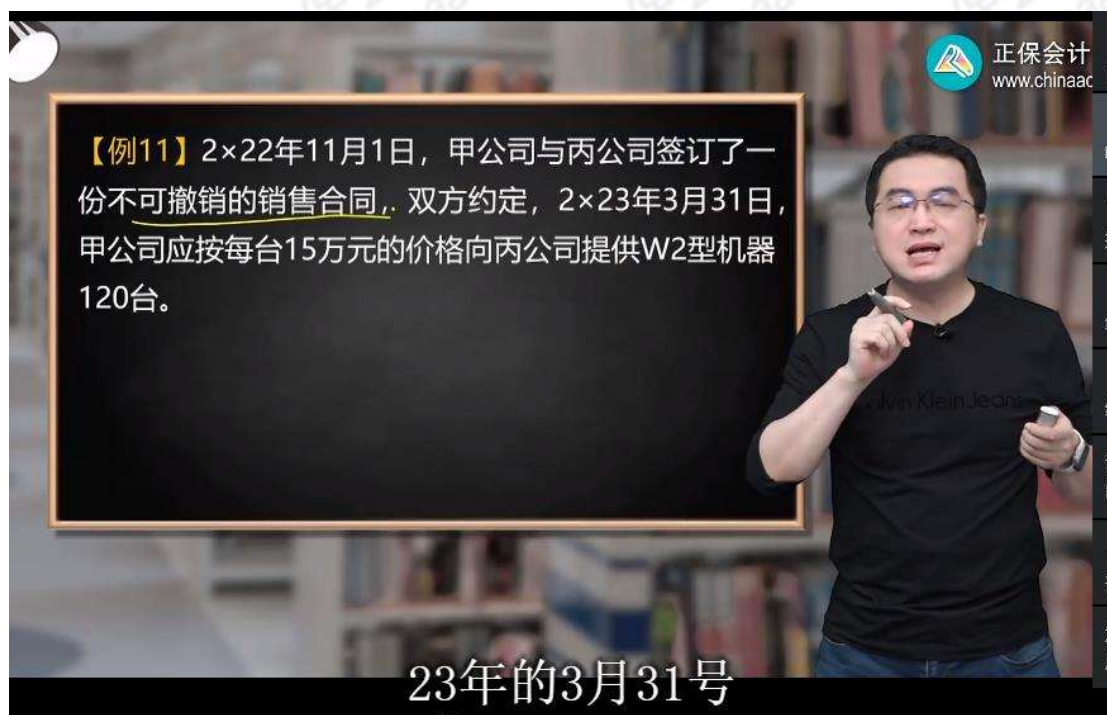 正保会计
www.chinaac
【例11】2×22年11月1日，甲公司与丙公司签订了一
份不可撤销的销售合同，. 双方约定，2×23年3月31日，
甲公司应按每台15万元的价格向丙公司提供W2型机器
120台。
Calvin Klein Jeans
23年的3月31号